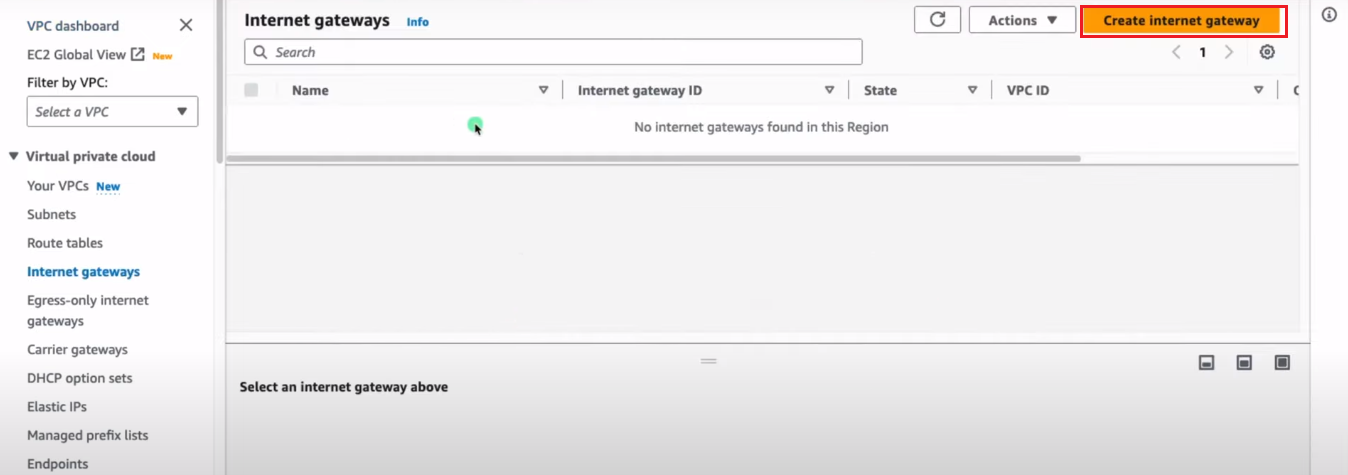 VPC dashboard
EC2 Global View New
Filter by VPC:
Select a VPC
Virtual private cloud
Your VPCs New
Subnets
Route tables
Internet gateways
Egress-only internet
gateways
Carrier gateways
DHCP option sets
Elastic IPs
Managed prefix lists
Endpoints
Internet gateways Info
Actions
Create internet gateway
Search
1
Name Internet gateway ID State VPC ID
No internet gateways found in this Region
Select an internet gateway above